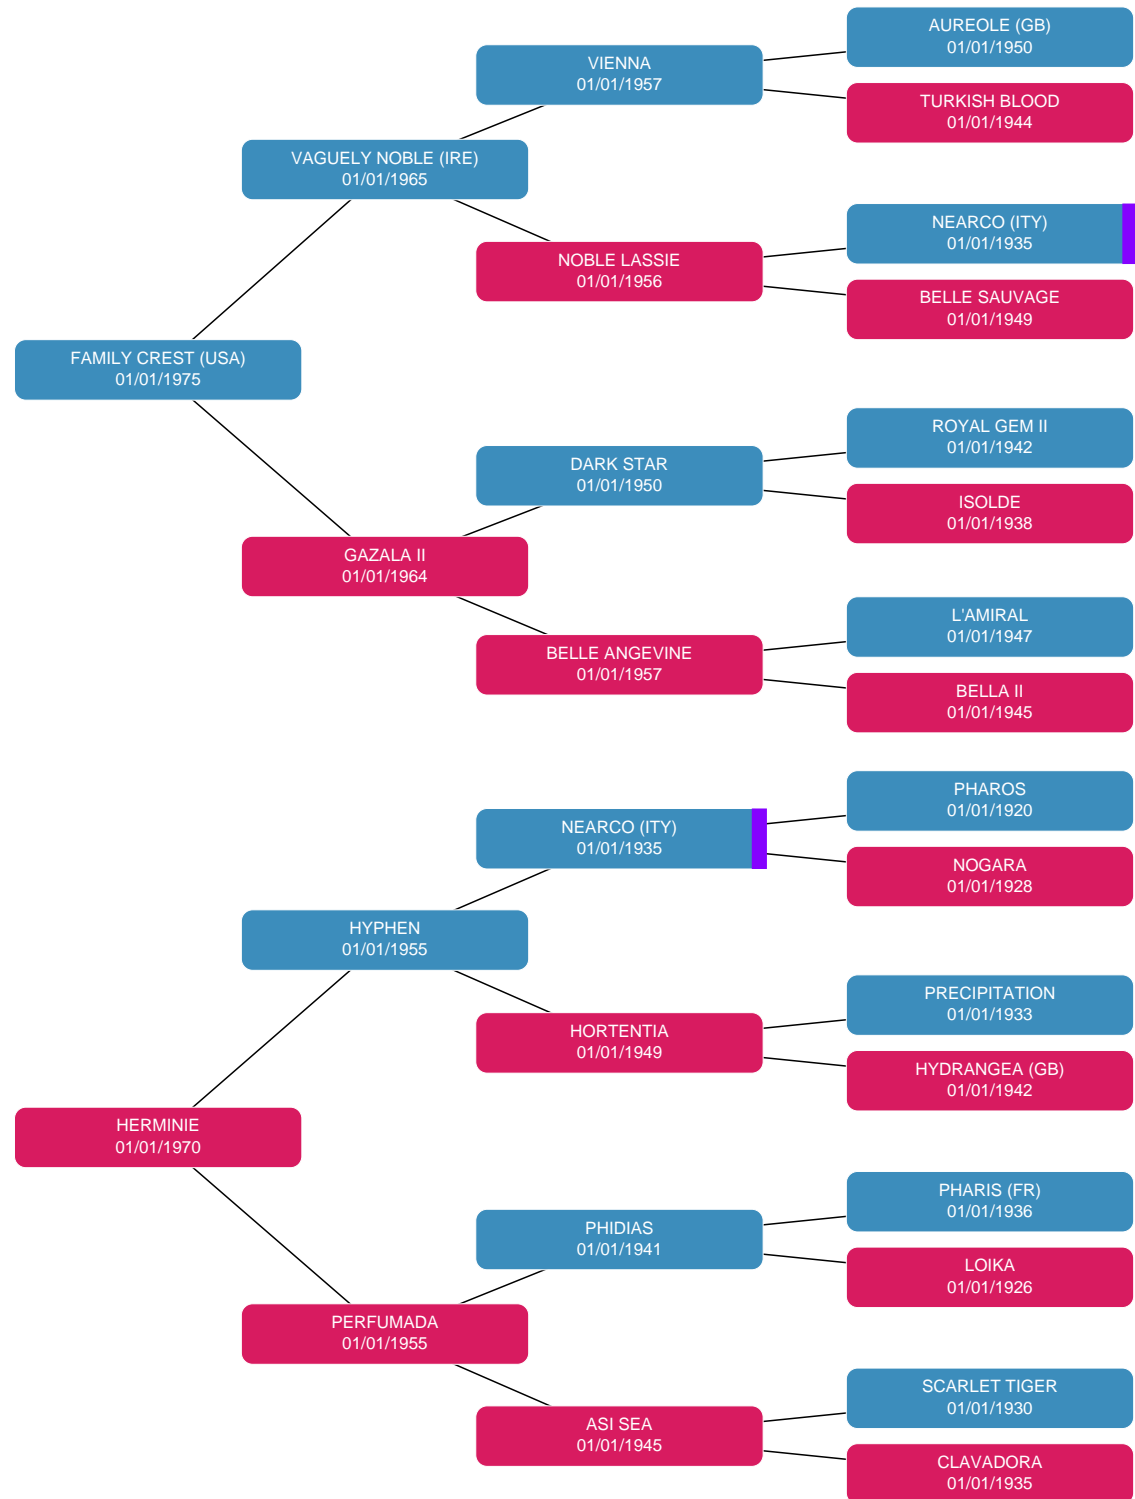 AUREOLE (GB)
01/01/1950
VIENNA
01/01/1957
TURKISH BLOOD
01/01/1944
VAGUELY NOBLE (IRE)
01/01/1965
NEARCO (ITY)
01/01/1935
NOBLE LASSIE
01/01/1956
BELLE SAUVAGE
01/01/1949
FAMILY CREST (USA)
01/01/1975
ROYAL GEM II
01/01/1942
DARK STAR
01/01/1950
ISOLDE
01/01/1938
GAZALA II
01/01/1964
L'AMIRAL
01/01/1947
BELLE ANGEVINE
01/01/1957
BELLA II
01/01/1945
PHAROS
01/01/1920
NEARCO (ITY)
01/01/1935
NOGARA
01/01/1928
HYPHEN
01/01/1955
PRECIPITATION
01/01/1933
HORTENTIA
01/01/1949
HYDRANGEA (GB)
01/01/1942
HERMINIE
01/01/1970
PHARIS (FR)
01/01/1936
PHIDIAS
01/01/1941
LOIKA
01/01/1926
PERFUMADA
01/01/1955
SCARLET TIGER
01/01/1930
ASI SEA
01/01/1945
CLAVADORA
01/01/1935